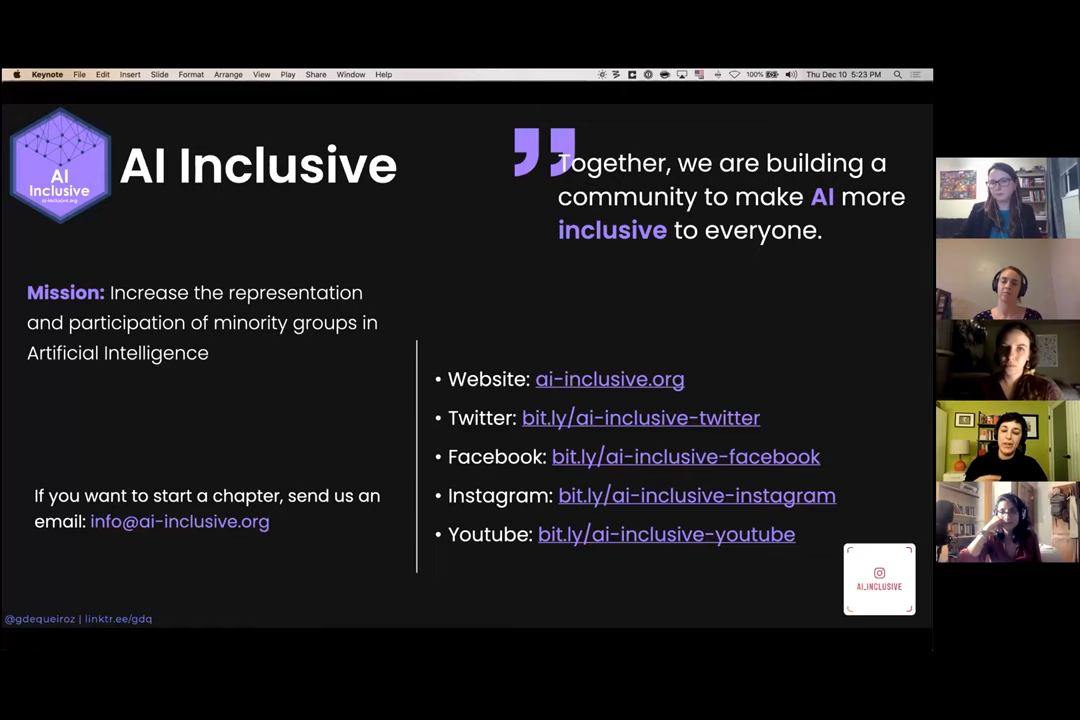 Keynote File Edit Insert Slide Format Arrange View Play Share Window Help
100% Thu Dec 10 5:23 PM
AI
Inclusive
ai-inclusive.org
AI Inclusive
Together, we are building a
community to make AI more
inclusive to everyone.
Mission: Increase the representation
and participation of minority groups in
Artificial Intelligence
If you want to start a chapter, send us an
email: info@ai-inclusive.org
• Website: ai-inclusive.org
• Twitter: bit.ly/ai-inclusive-twitter
• Facebook: bit.ly/ai-inclusive-facebook
• Instagram: bit.ly/ai-inclusive-instagram
• Youtube: bit.ly/ai-inclusive-youtube
AI_INCLUSIVE
@gdequeiroz | linktr.ee/gdq